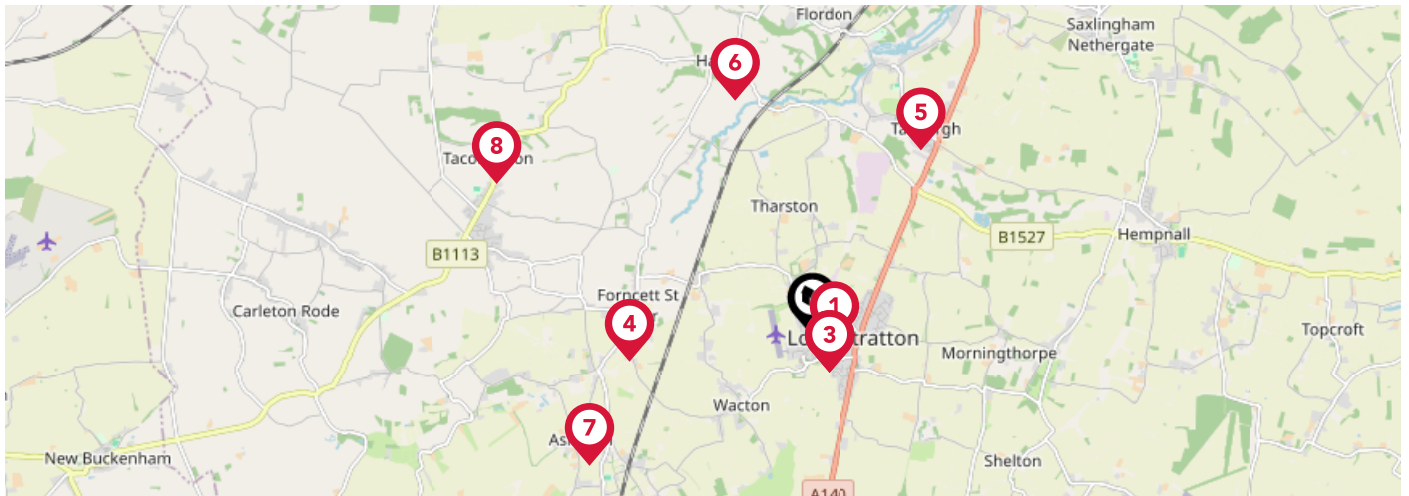 Flordon
Saxlingham
Nethergate
6
5
8
Tharston
B1527
Hempnall
B1113
Forncett St
Carleton Rode
1
4
3
Topcroft
Morningthorpe
Wacton
7
New Buckenham
Shelton
A140